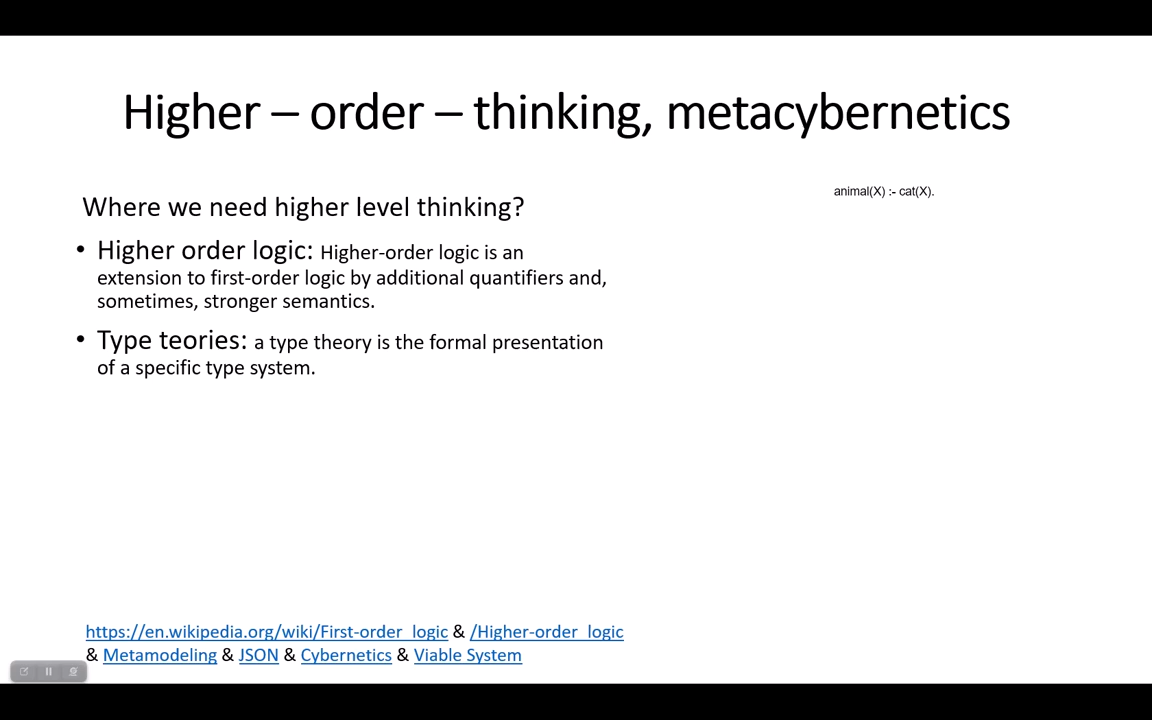 Higher – order – thinking, metacybernetics
Where we need higher level thinking?
animal(X) :- cat(X).
• Higher order logic: Higher-order logic is an
extension to first-order logic by additional quantifiers and,
sometimes, stronger semantics.
• Type teories: a type theory is the formal presentation
of a specific type system.
https://en.wikipedia.org/wiki/First-order_logic & /Higher-order_logic
& Metamodeling & JSON & Cybernetics & Viable System